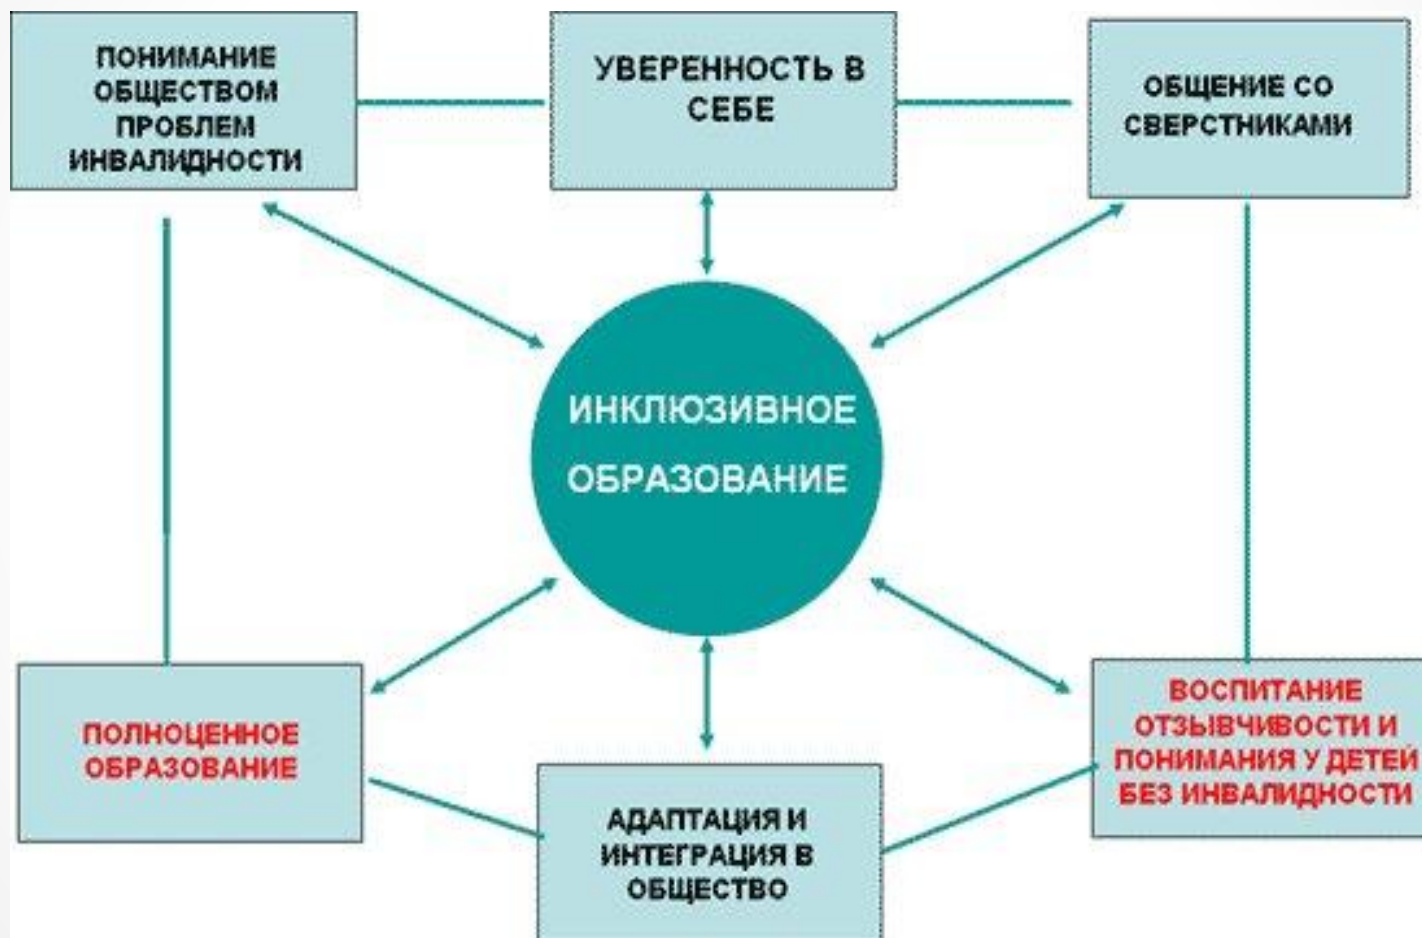 ПОНИМАНИЕ
ОБЩЕСТВОМ
ПРОБЛЕМ
ИНВАЛИДНОСТИ
УВЕРЕННОСТЬ В
СЕБЕ
ОБЩЕНИЕ СО
СВЕРСТНИКАМИ
ИНКЛЮЗИВНОЕ
ОБРАЗОВАНИЕ
ПОЛНОЦЕННОЕ
ОБРАЗОВАНИЕ
АДАПТАЦИЯ И
ИНТЕГРАЦИЯ В
ОБЩЕСТВО
ВОСПИТАНИЕ
ОТЗЫВЧИВОСТИ И
ПОНИМАНИЯ У ДЕТЕЙ
БЕЗ ИНВАЛИДНОСТИ